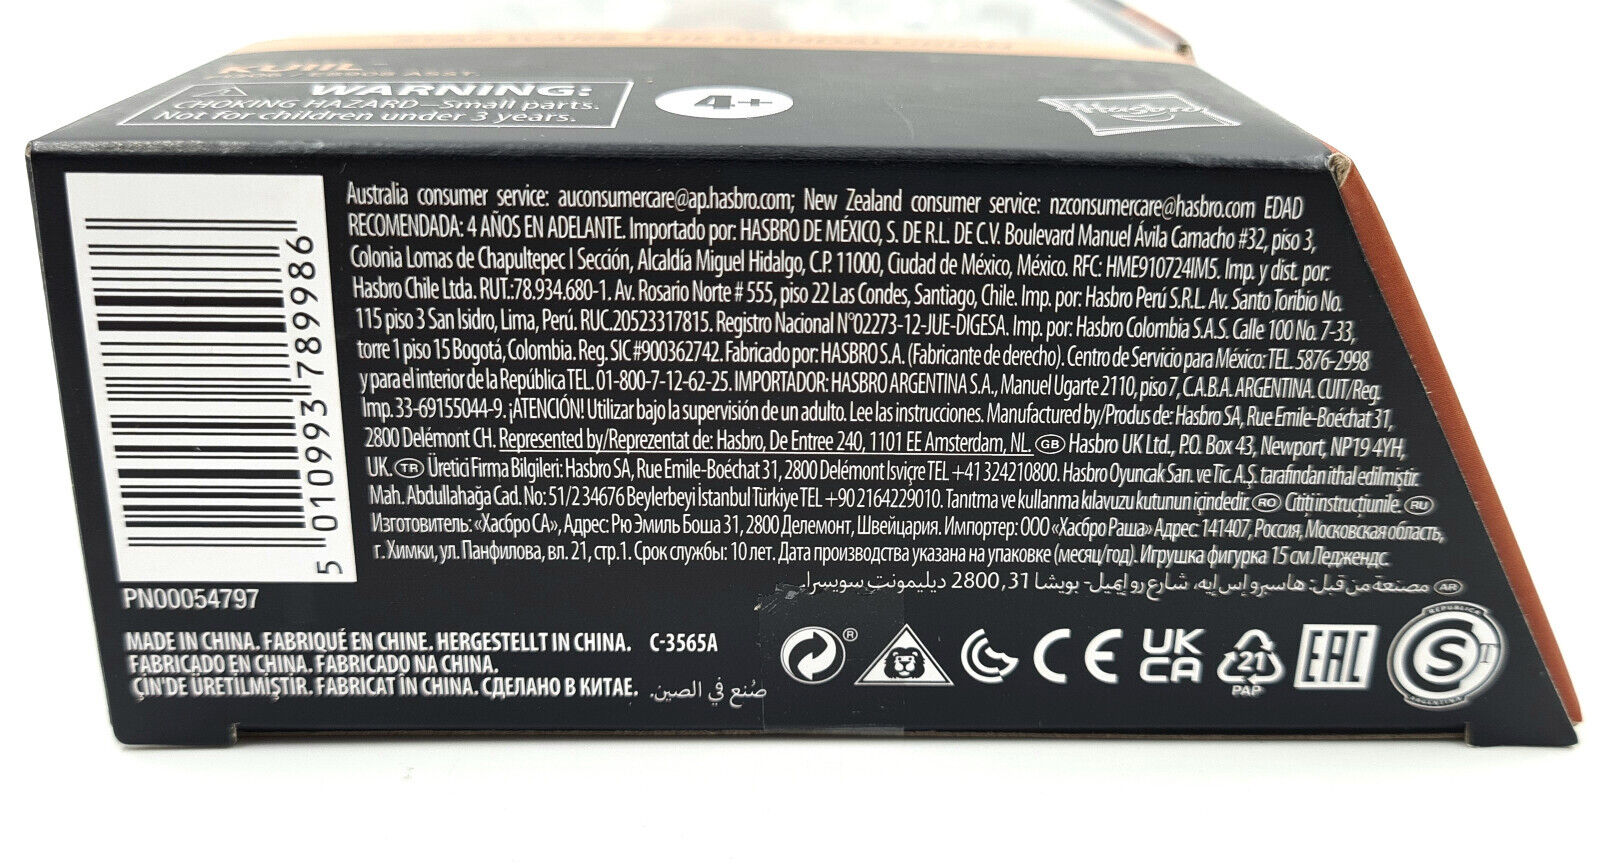 STAR WARS: THE MANDALORIAN
KUIIL
ASST.
WARNING:
CHOKING HAZARD—Small parts.
Not for children under 3 years.
4+
Hasbro
Australia consumer service: auconsumercare@ap.hasbro.com; New Zealand consumer service: nzconsumercare@hasbro.com EDAD
RECOMENDADA: 4 AÑOS EN ADELANTE. Importado por: HASBRO DE MÉXICO, S. DE R.L. DE C.V. Boulevard Manuel Ávila Camacho #32, piso 3,
Colonia Lomas de Chapultepec I Sección, Alcaldía Miguel Hidalgo, C.P. 11000, Ciudad de México, México. RFC: HME910724IM5. Imp. y dist. por:
Hasbro Chile Ltda. RUT.:78.934.680-1. Av. Rosario Norte # 555, piso 22 Las Condes, Santiago, Chile. Imp. por: Hasbro Perú S.R.L. Av. Santo Toribio No.
115 piso 3 San Isidro, Lima, Perú. RUC.20523317815. Registro Nacional N°02273-12-JUE-DIGESA. Imp. por: Hasbro Colombia S.A.S. Calle 100 No. 7-33,
torre 1 piso 15 Bogotá, Colombia. Reg. SIC #900362742. Fabricado por: HASBRO S.A. (Fabricante de derecho). Centro de Servicio para México: TEL. 5876-2998
y para el interior de la República TEL. 01-800-7-12-62-25. IMPORTADOR: HASBRO ARGENTINA S.A., Manuel Ugarte 2110, piso 7, C.A.B.A. ARGENTINA. CUIT/Reg.
Imp. 33-69155044-9. ¡ATENCIÓN! Utilizar bajo la supervisión de un adulto. Lee las instrucciones. Manufactured by/Produs de: Hasbro SA, Rue Emile-Boéchat 31,
2800 Delémont CH. Represented by/Reprezentat de: Hasbro, De Entree 240, 1101 EE Amsterdam, NL. GB Hasbro UK Ltd., P.O. Box 43, Newport, NP19 4YH,
UK. TR Üretici Firma Bilgileri: Hasbro SA, Rue Emile-Boéchat 31, 2800 Delémont İsviçre TEL +41 324210800. Hasbro Oyuncak San. ve Tic. A.Ş. tarafından ithal edilmiştir.
Mah. Abdullahağa Cad. No: 51/2 34676 Beylerbeyi İstanbul Türkiye TEL +90 2164229010. Tanıtma ve kullanma kılavuzu kutunun içindedir. RO Citiți instrucțiunile. RU
Изготовитель: «Хасбро СА», Адрес: Рю Эмиль Боша 31, 2800 Делемонт, Швейцария. Импортер: ООО «Хасбро Раша» Адрес: 141407, Россия, Московская область,
г. Химки, ул. Панфилова, вл. 21, стр.1. Срок службы: 10 лет. Дата производства указана на упаковке (месяц/год). Игрушка фигурка 15 см Леджендс.
AR مصنعة من قبل: هاسبرو إس إيه، شارع رو إيميل- بويشا 31, 2800 ديليمونت سويسرا.
5 010993 789986
PN00054797
MADE IN CHINA. FABRIQUÉ EN CHINE. HERGESTELLT IN CHINA. C-3565A
FABRICADO EN CHINA. FABRICADO NA CHINA.
ÇİN'DE ÜRETİLMİŞTİR. FABRICAT ÎN CHINA. СДЕЛАНО В КИТАЕ. صُنع في الصين.
®
CE
UK
CA
21
PAP
EAC
REPUBLICA
S T
ARGENTINA